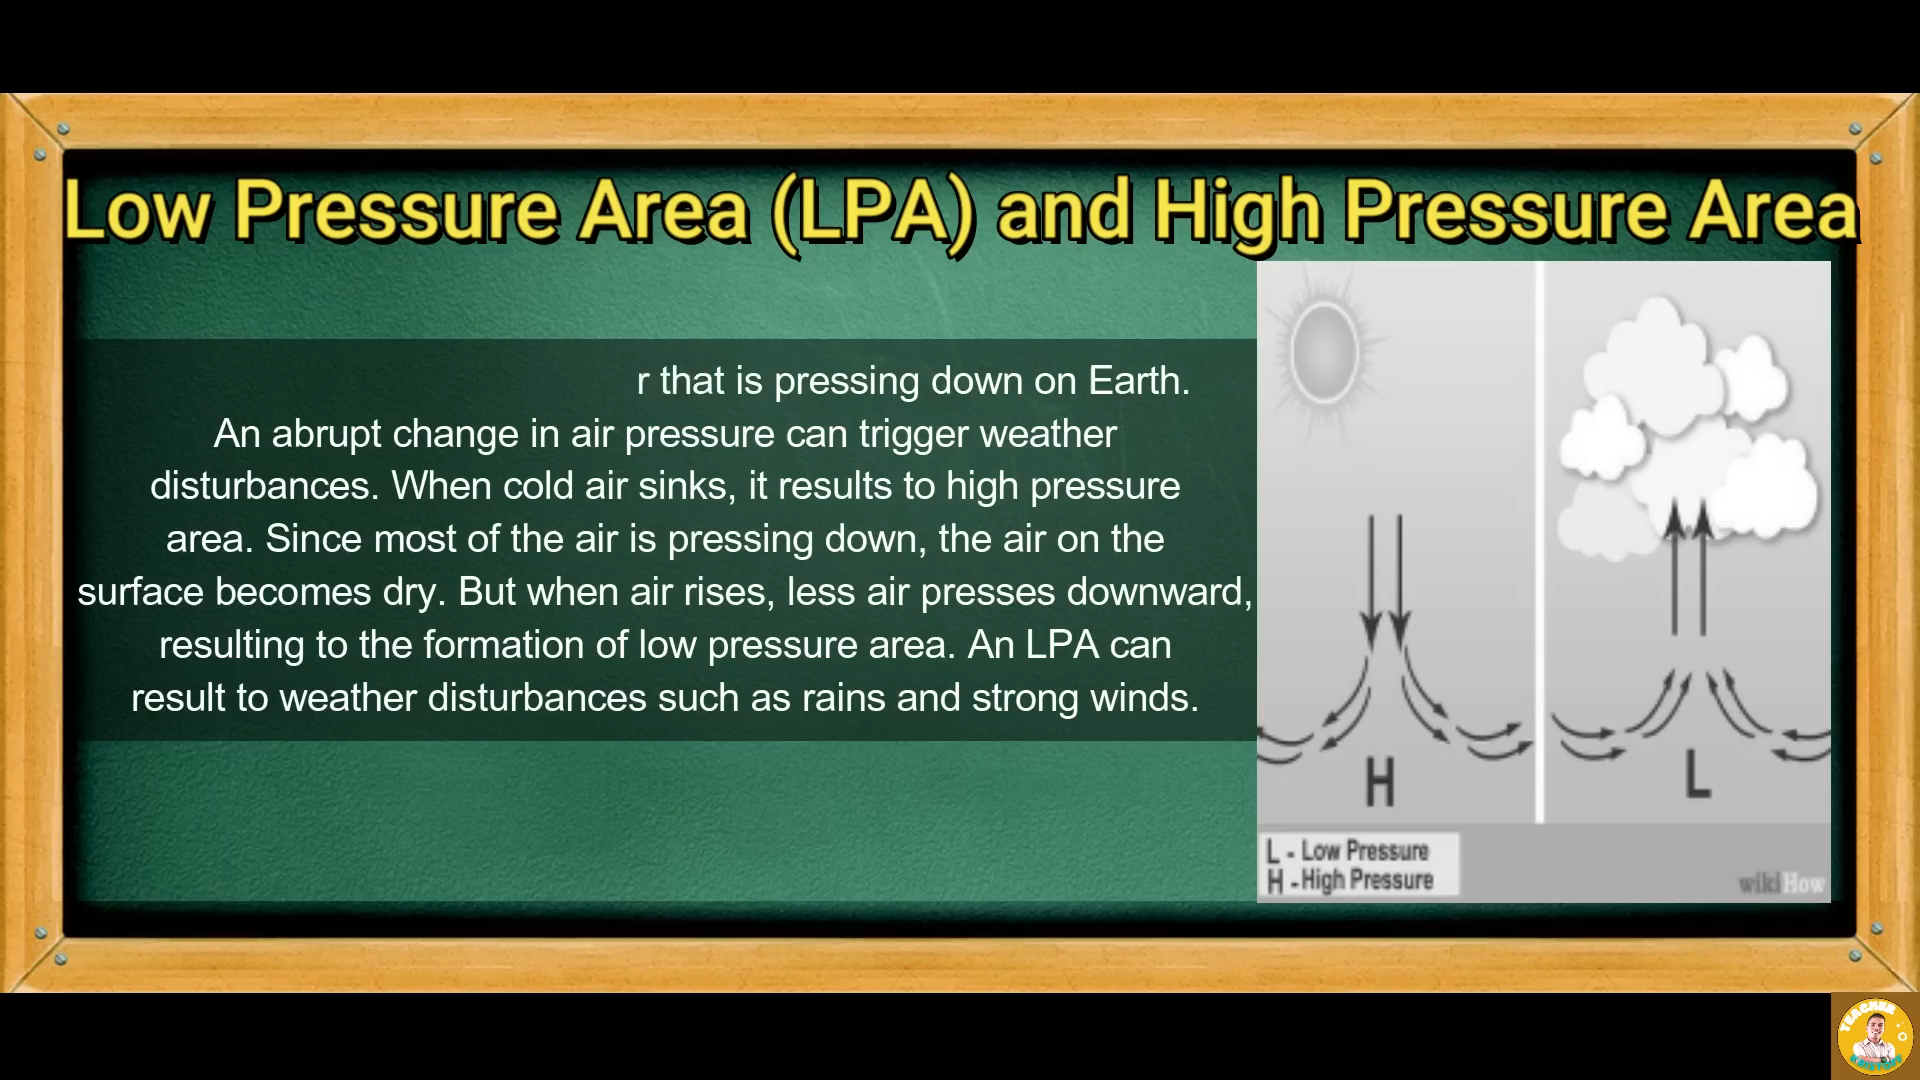 Low Pressure Area (LPA) and High Pressure Area
r that is pressing down on Earth.
An abrupt change in air pressure can trigger weather
disturbances. When cold air sinks, it results to high pressure
area. Since most of the air is pressing down, the air on the
surface becomes dry. But when air rises, less air presses downward,
resulting to the formation of low pressure area. An LPA can
result to weather disturbances such as rains and strong winds.
H
L
L - Low Pressure
H - High Pressure
wikiHow
TEACHER